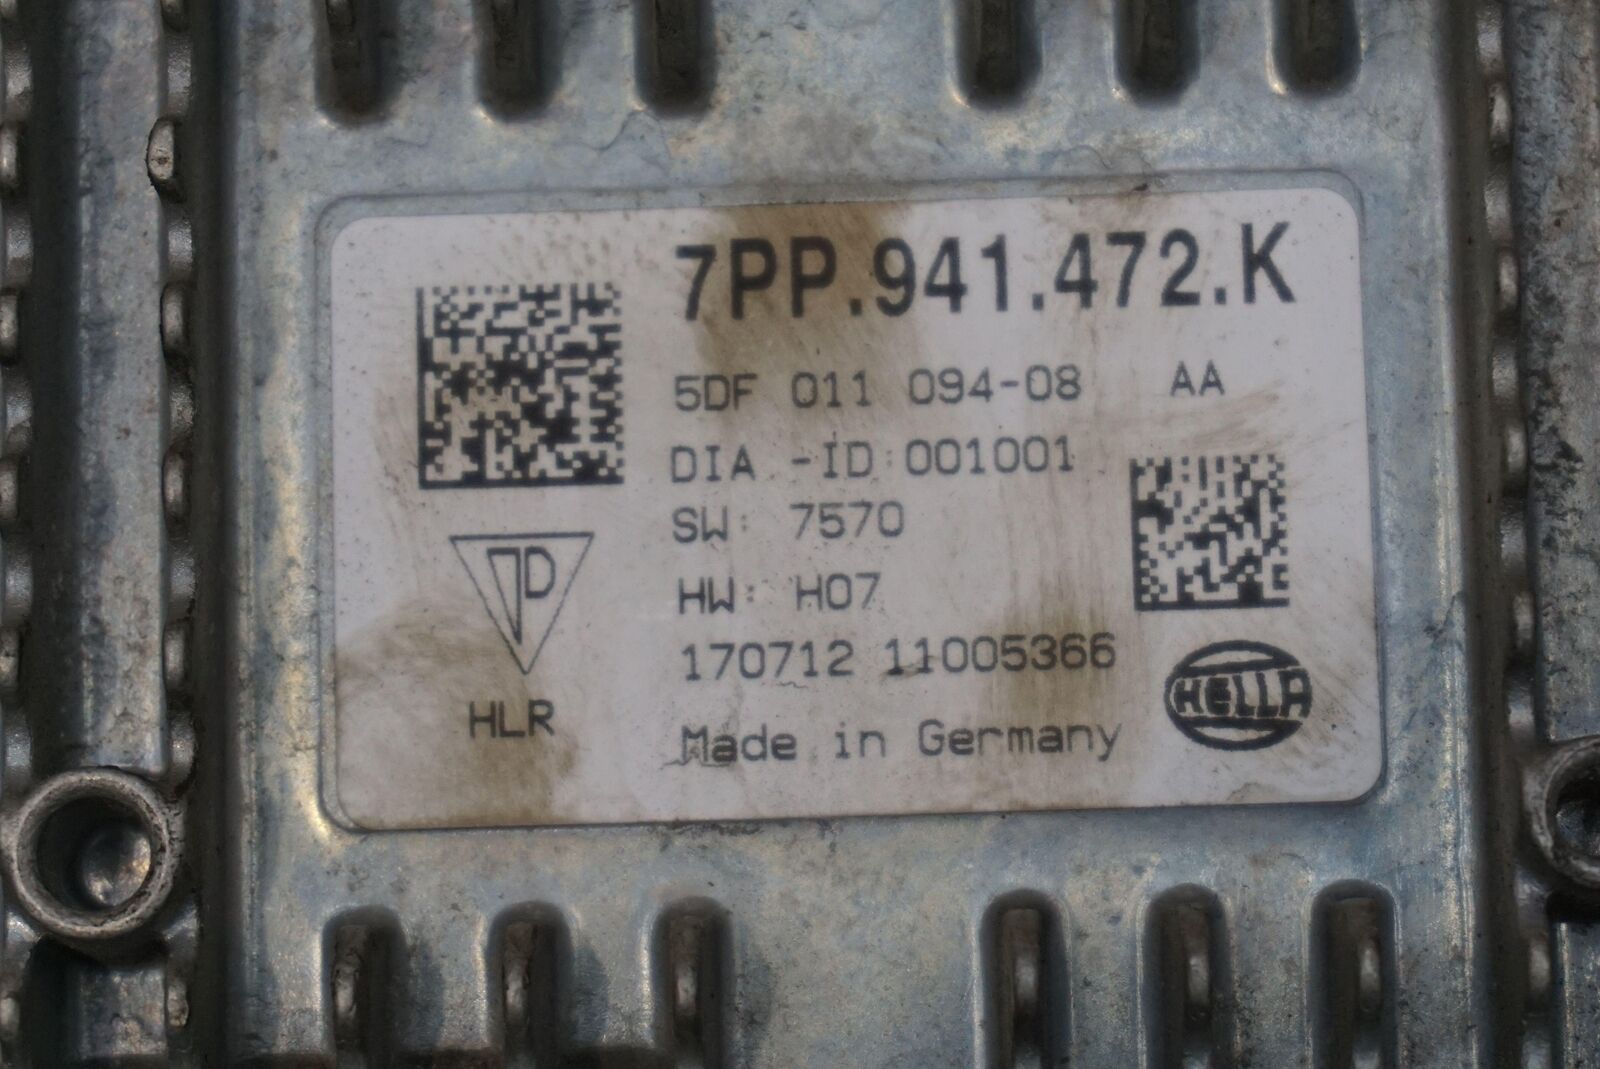 7PP.941.472.K
5DF 011 094-08 AA
DIA -ID:001001
SW: 7570
HW: H07
170712 11005366
Made in Germany
HLR
HELLA